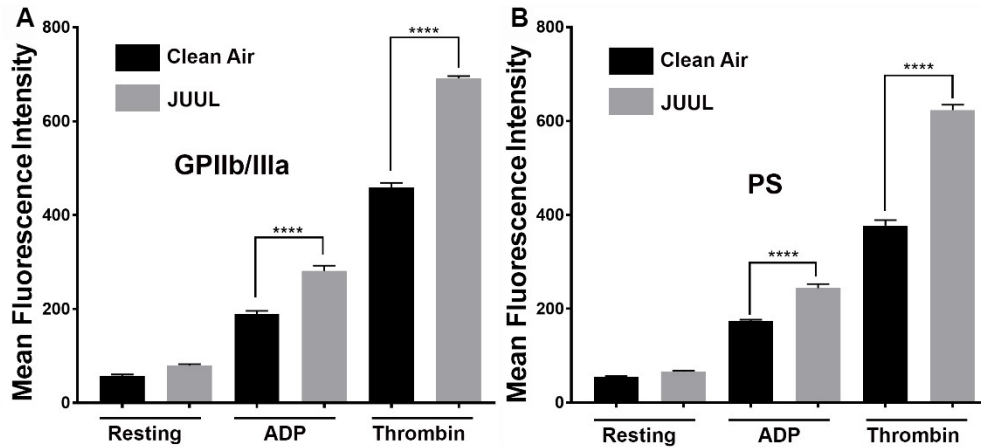 A
Mean Fluorescence Intensity
800
600
400
200
0
Clean Air
JUUL
GPIIb/IIIa
****
****
Resting
ADP
Thrombin
B
Mean Fluorescence Intensity
800
600
400
200
0
Clean Air
JUUL
PS
****
****
Resting
ADP
Thrombin